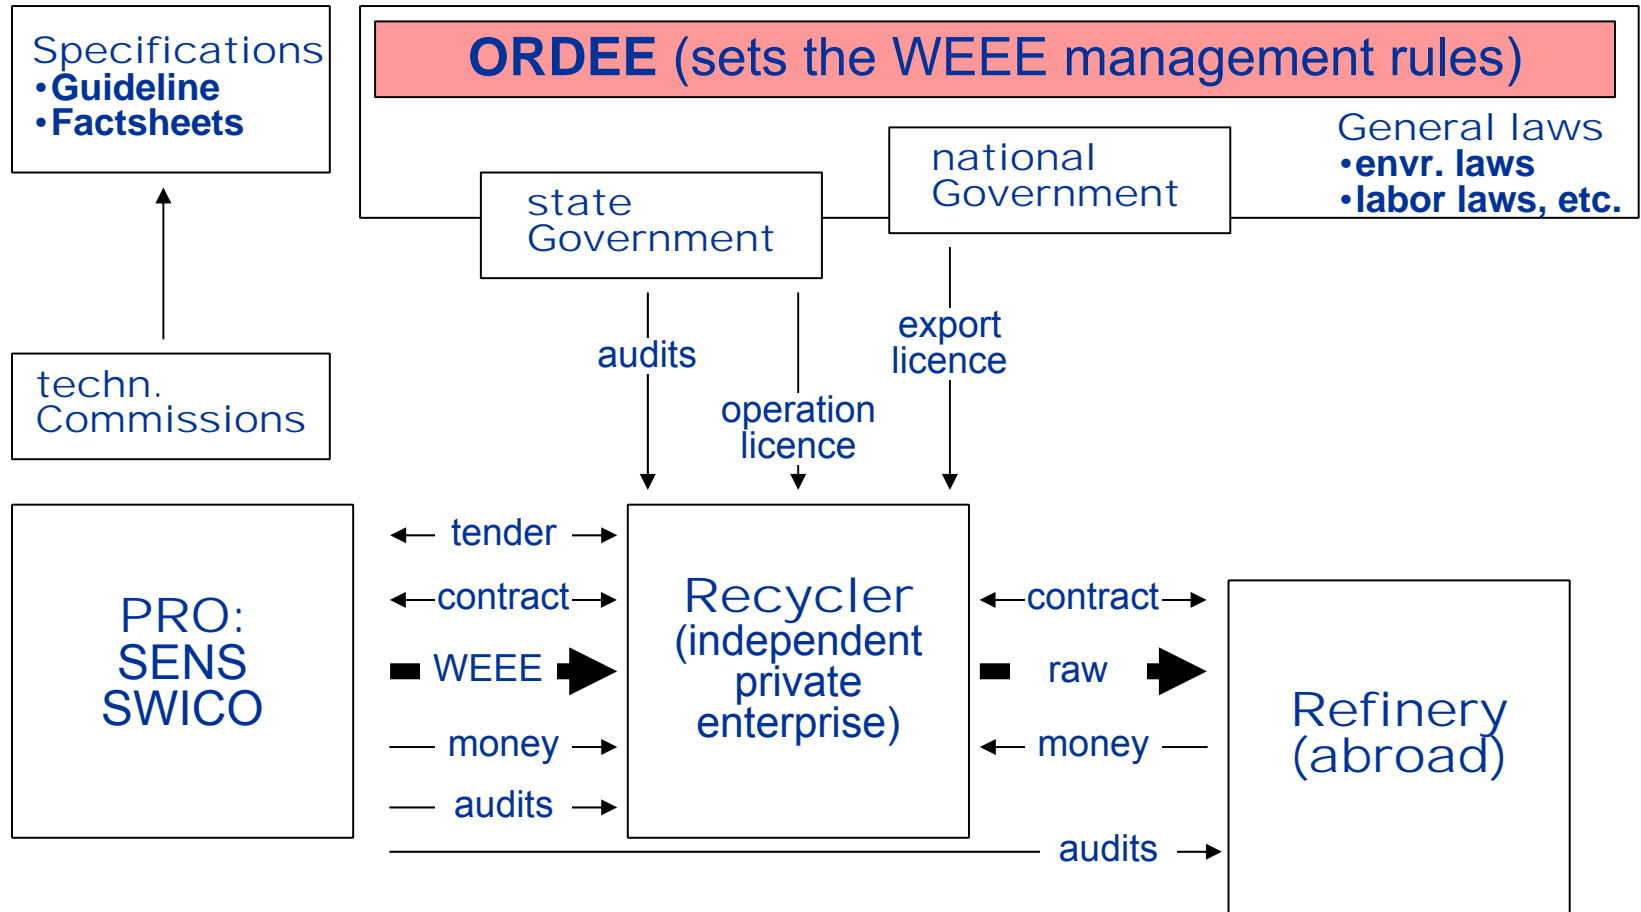 Specifications
•Guideline
•Factsheets
ORDEE (sets the WEEE management rules)
General laws
•envr. laws
•labor laws, etc.
national
Government
state
Government
audits
operation
licence
export
licence
techn.
Commissions
PRO:
SENS
SWICO
tender
contract
WEEE
money
audits
Recycler
(independent
private
enterprise)
contract
raw
money
audits
Refinery
(abroad)